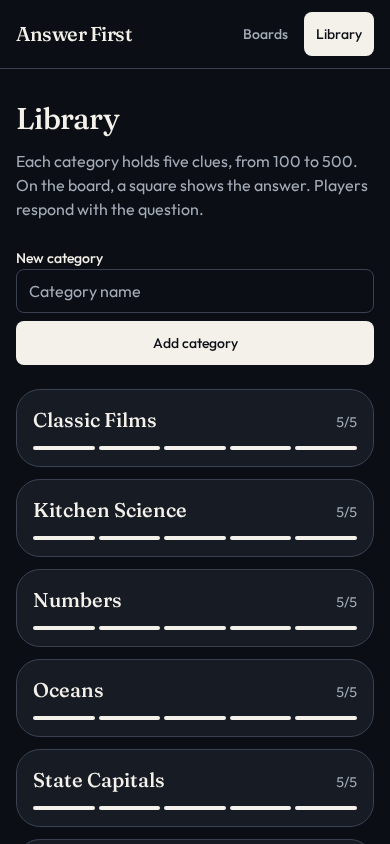 Answer First
Boards
Library
Library
Each category holds five clues, from 100 to 500.
On the board, a square shows the answer. Players
respond with the question.
New category
Category name
Add category
Classic Films
5/5
Kitchen Science
5/5
Numbers
5/5
Oceans
5/5
State Capitals
5/5